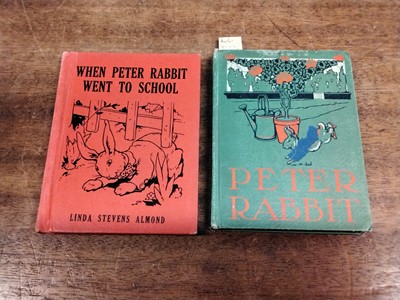 WHEN PETER RABBIT
WENT TO SCHOOL
LINDA STEVENS ALMOND
PETER
RABBIT